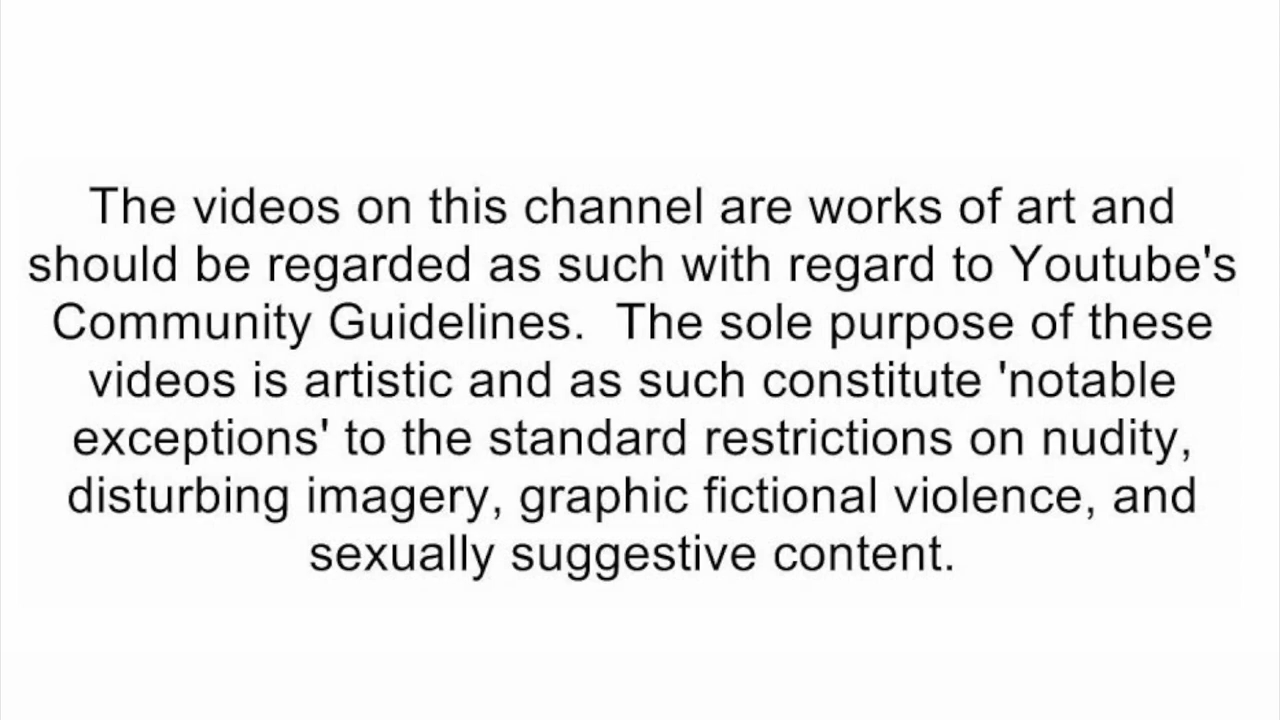 The videos on this channel are works of art and
should be regarded as such with regard to Youtube's
Community Guidelines.  The sole purpose of these
videos is artistic and as such constitute 'notable
exceptions' to the standard restrictions on nudity,
disturbing imagery, graphic fictional violence, and
sexually suggestive content.